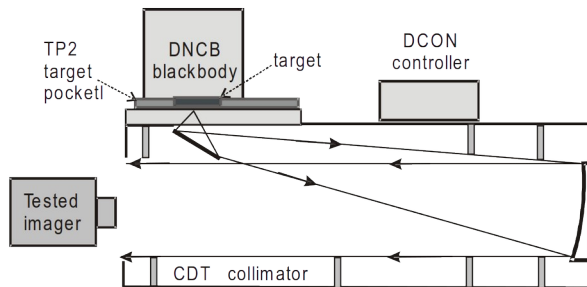 TP2
target
pocketl
DNCB
blackbody
target
DCON
controller
Tested
imager
CDT collimator